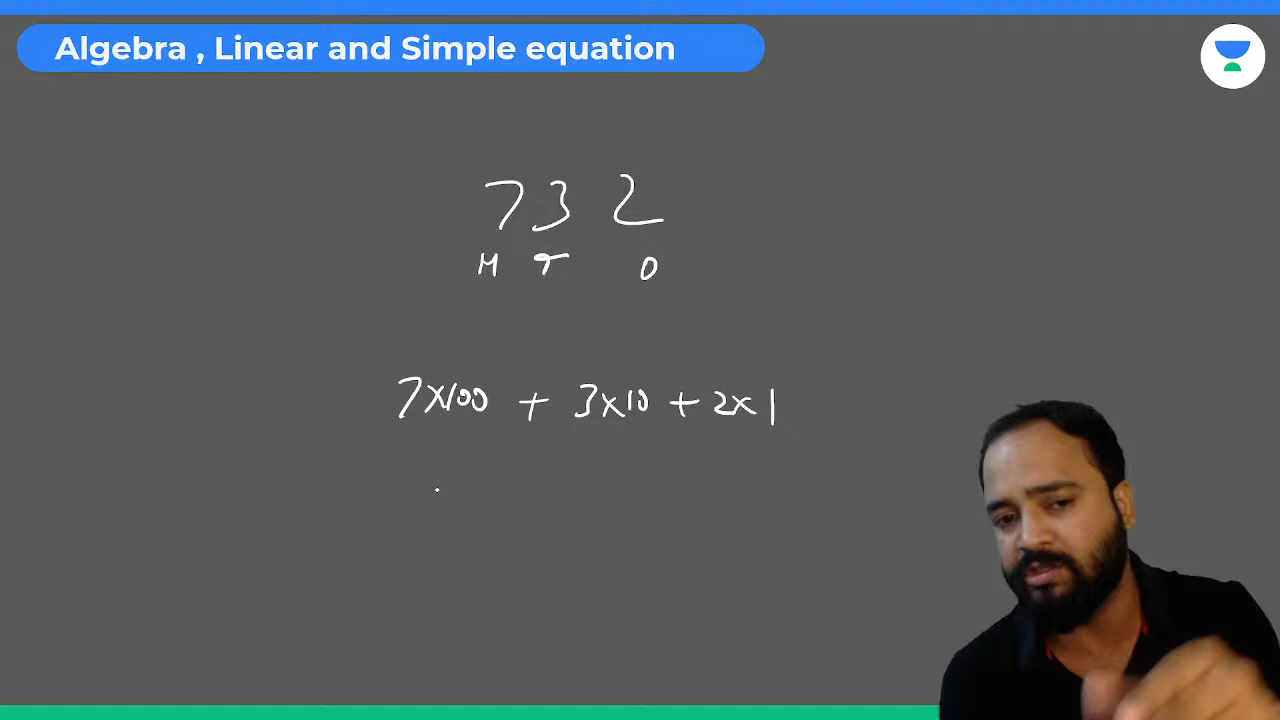 Algebra , Linear and Simple equation
7 3 2
H T O
7x100 + 3x10 + 2x1